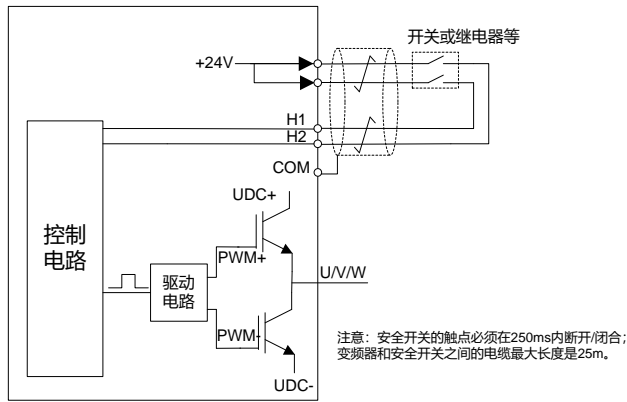 开关或继电器等
+24V
H1
H2
COM
UDC+
控制
电路
PWM+
驱动
电路
U/V/W
PWM-
UDC-
注意：安全开关的触点必须在250ms内断开/闭合；
变频器和安全开关之间的电缆最大长度是25m。